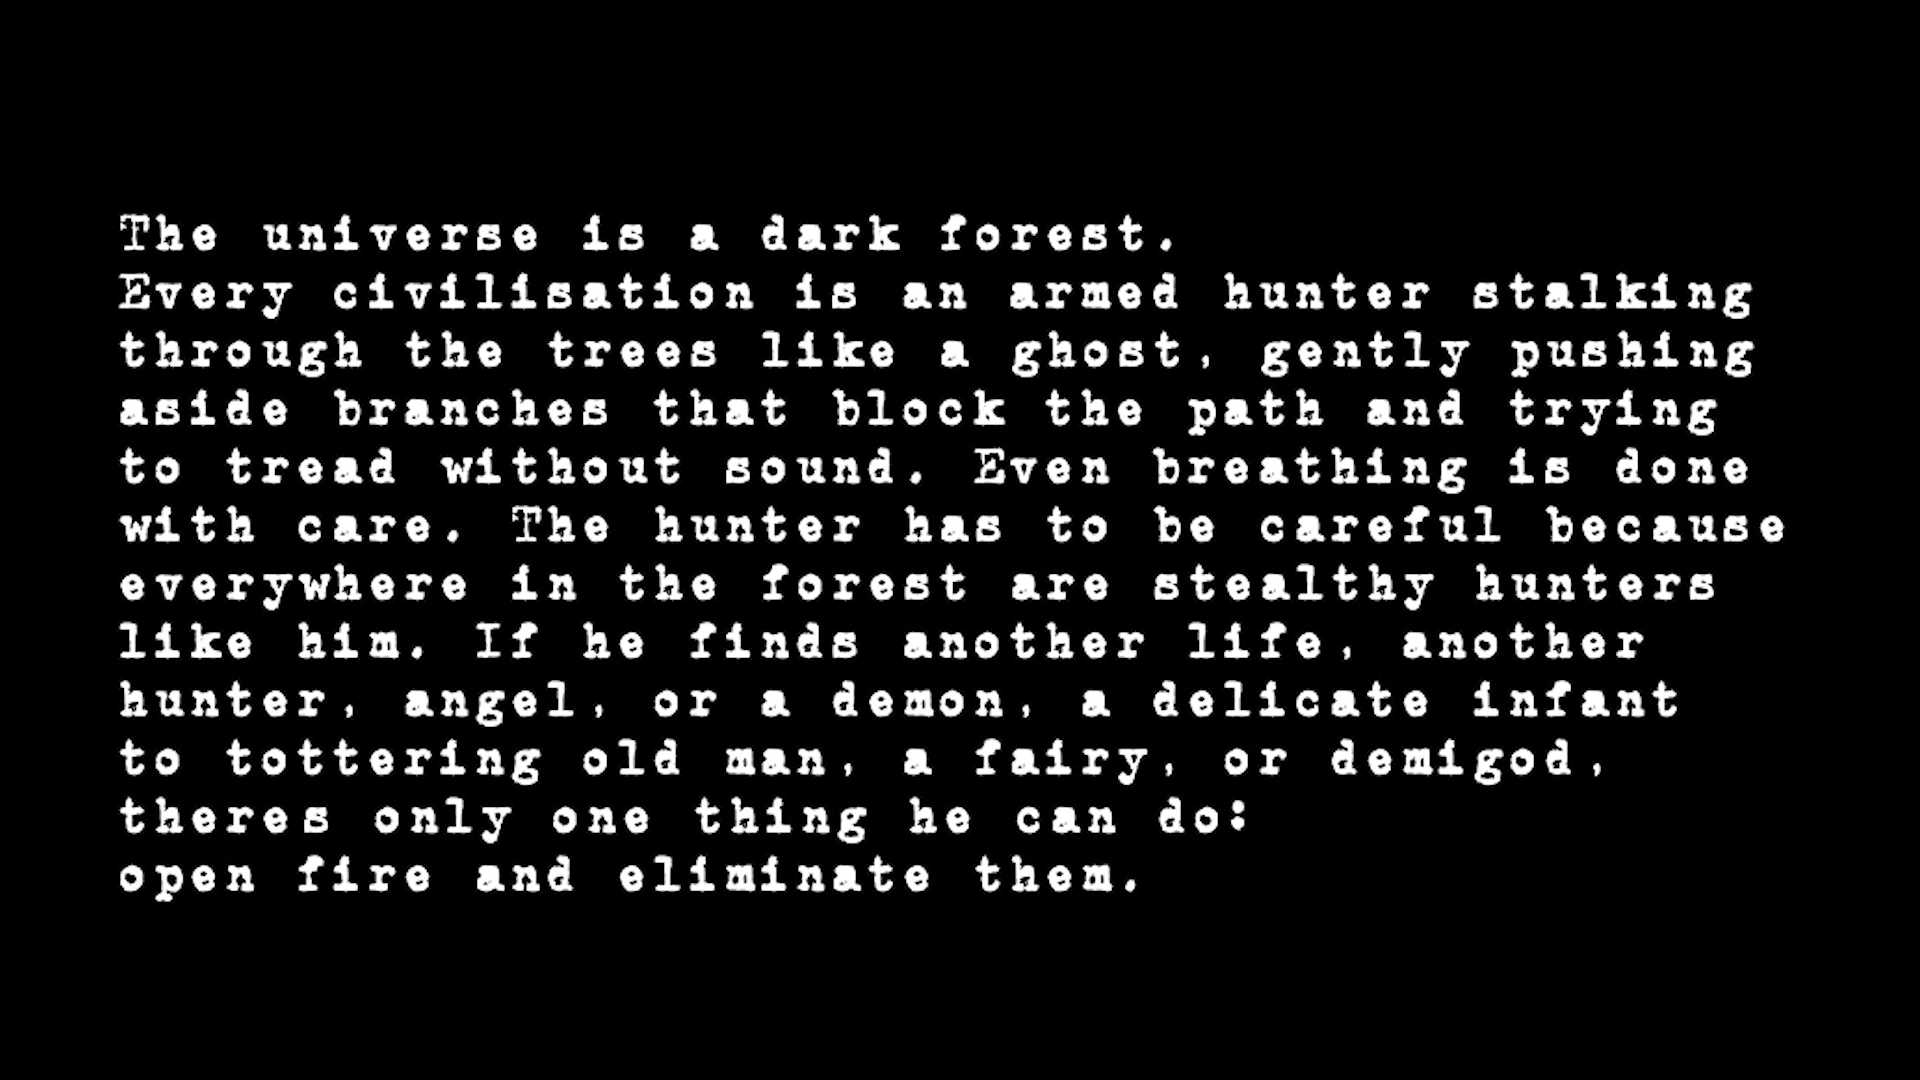 The universe is a dark forest.
Every civilisation is an armed hunter stalking
through the trees like a ghost, gently pushing
aside branches that block the path and trying
to tread without sound. Even breathing is done
with care. The hunter has to be careful because
everywhere in the forest are stealthy hunters
like him. If he finds another life, another
hunter, angel, or a demon, a delicate infant
to tottering old man, a fairy, or demigod,
theres only one thing he can do:
open fire and eliminate them.